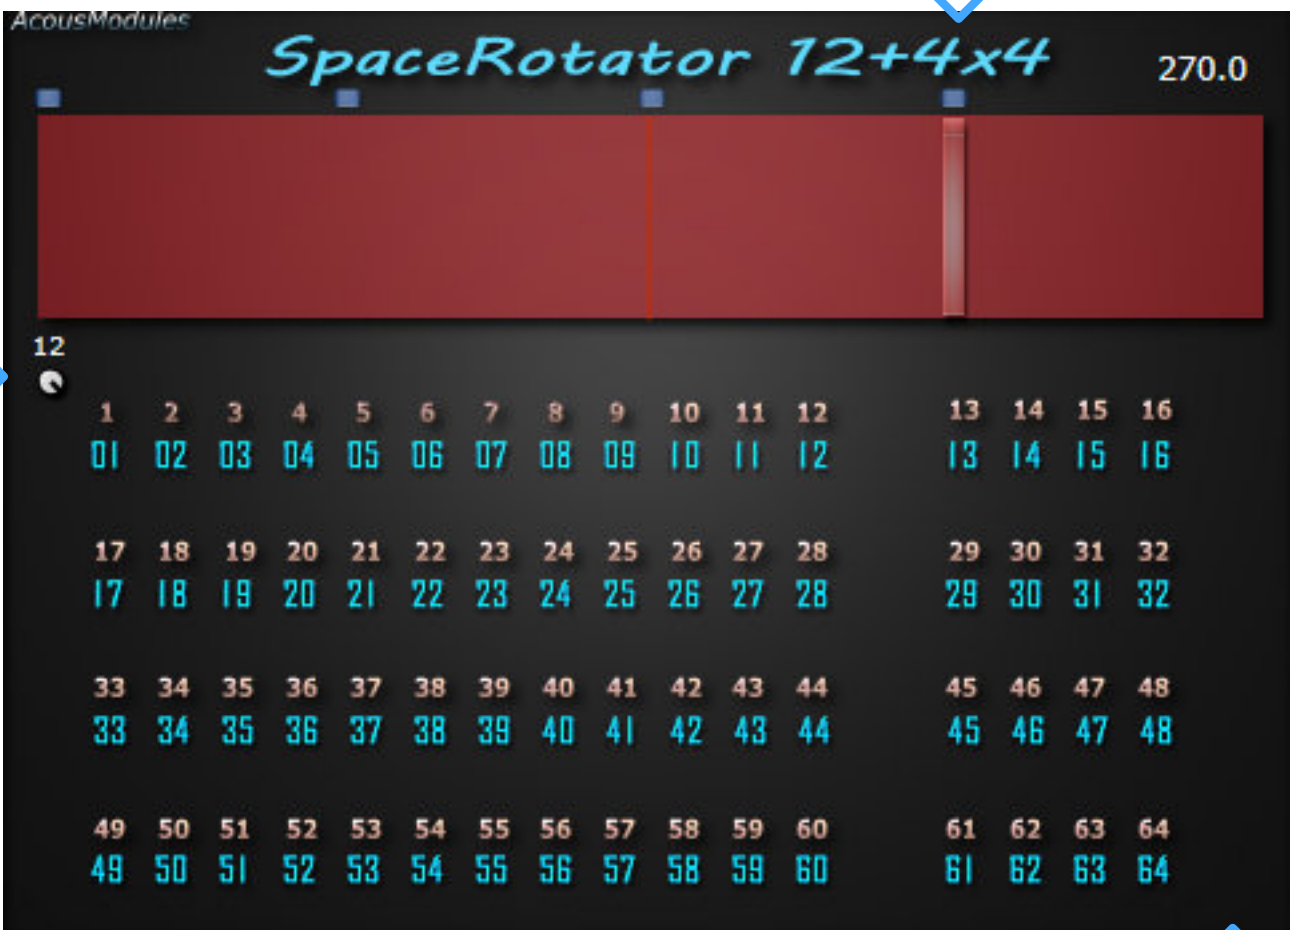 AcousModules
SpaceRotator 12+4x4
270.0
12
1 2 3 4 5 6 7 8 9 10 11 12 13 14 15 16
01 02 03 04 05 06 07 08 09 10 11 12 13 14 15 16
17 18 19 20 21 22 23 24 25 26 27 28 29 30 31 32
17 18 19 20 21 22 23 24 25 26 27 28 29 30 31 32
33 34 35 36 37 38 39 40 41 42 43 44 45 46 47 48
33 34 35 36 37 38 39 40 41 42 43 44 45 46 47 48
49 50 51 52 53 54 55 56 57 58 59 60 61 62 63 64
49 50 51 52 53 54 55 56 57 58 59 60 61 62 63 64